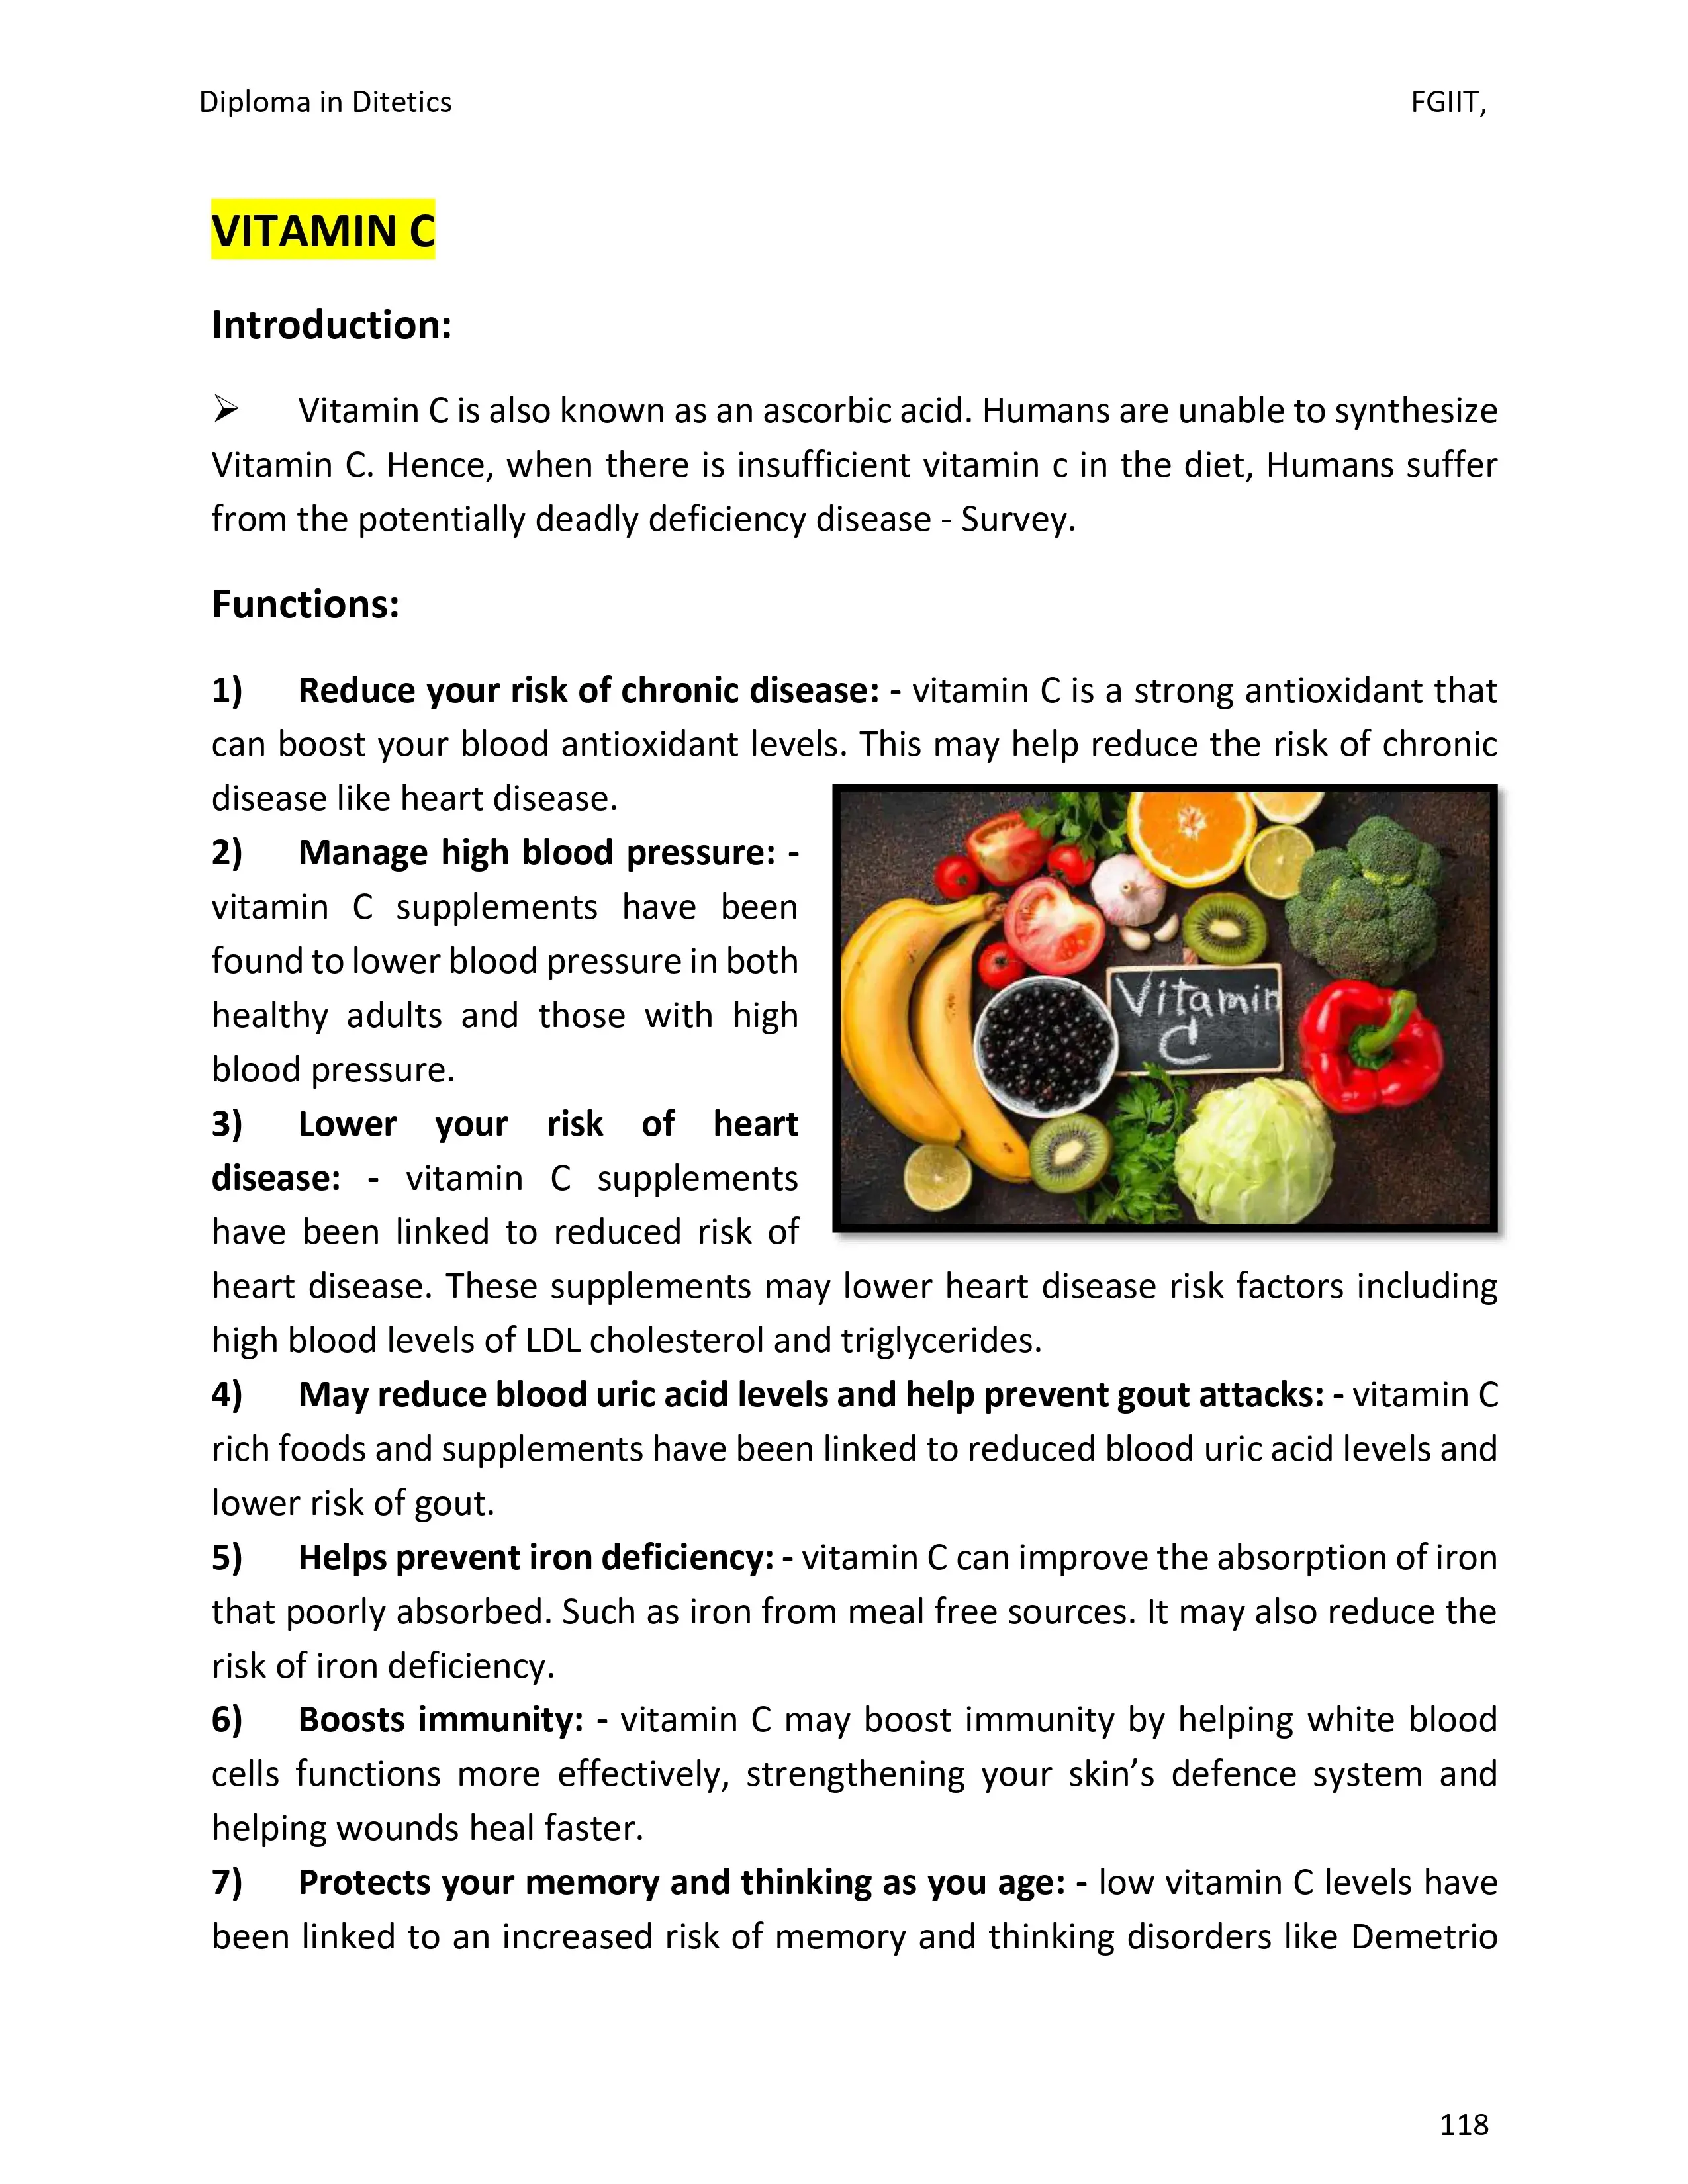 Diploma in Ditetics FGIIT,
VITAMIN C
Introduction:
➢ Vitamin C is also known as an ascorbic acid. Humans are unable to synthesize
Vitamin C. Hence, when there is insufficient vitamin c in the diet, Humans suffer
from the potentially deadly deficiency disease - Survey.
Functions:
1) Reduce your risk of chronic disease: - vitamin C is a strong antioxidant that
can boost your blood antioxidant levels. This may help reduce the risk of chronic
disease like heart disease.
2) Manage high blood pressure: -
vitamin C supplements have been
found to lower blood pressure in both
healthy adults and those with high
blood pressure.
3) Lower your risk of heart
disease: - vitamin C supplements
have been linked to reduced risk of
heart disease. These supplements may lower heart disease risk factors including
high blood levels of LDL cholesterol and triglycerides.
4) May reduce blood uric acid levels and help prevent gout attacks: - vitamin C
rich foods and supplements have been linked to reduced blood uric acid levels and
lower risk of gout.
5) Helps prevent iron deficiency: - vitamin C can improve the absorption of iron
that poorly absorbed. Such as iron from meal free sources. It may also reduce the
risk of iron deficiency.
6) Boosts immunity: - vitamin C may boost immunity by helping white blood
cells functions more effectively, strengthening your skin’s defence system and
helping wounds heal faster.
7) Protects your memory and thinking as you age: - low vitamin C levels have
been linked to an increased risk of memory and thinking disorders like Demetrio
Vitamin
C
118